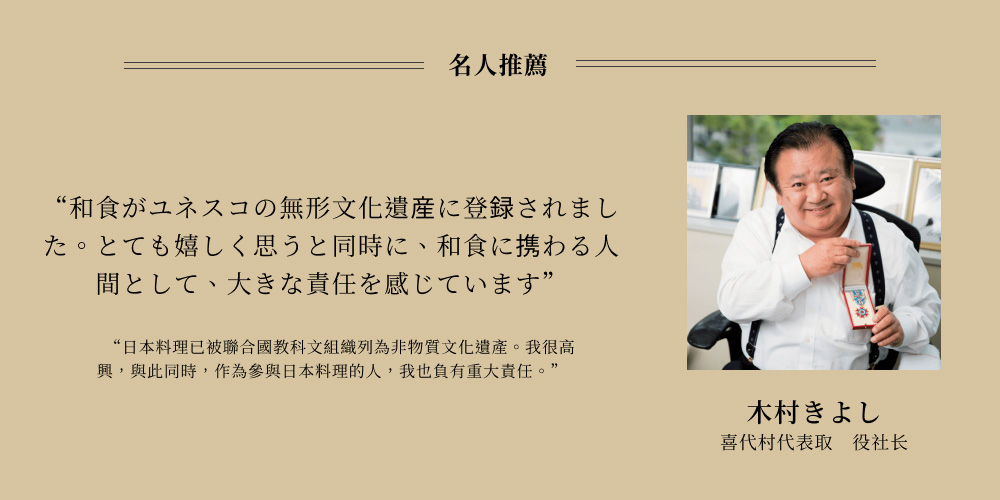 名人推薦
“和食がユネスコの無形文化遺産に登録されまし
た。とても嬉しく思うと同時に、和食に携わる人
間として、大きな責任を感じています”
“日本料理已被聯合國教科文組織列為非物質文化遺產。我很高
興，與此同時，作為參與日本料理的人，我也負有重大責任。”
木村きよし
喜代村代表取　役社长